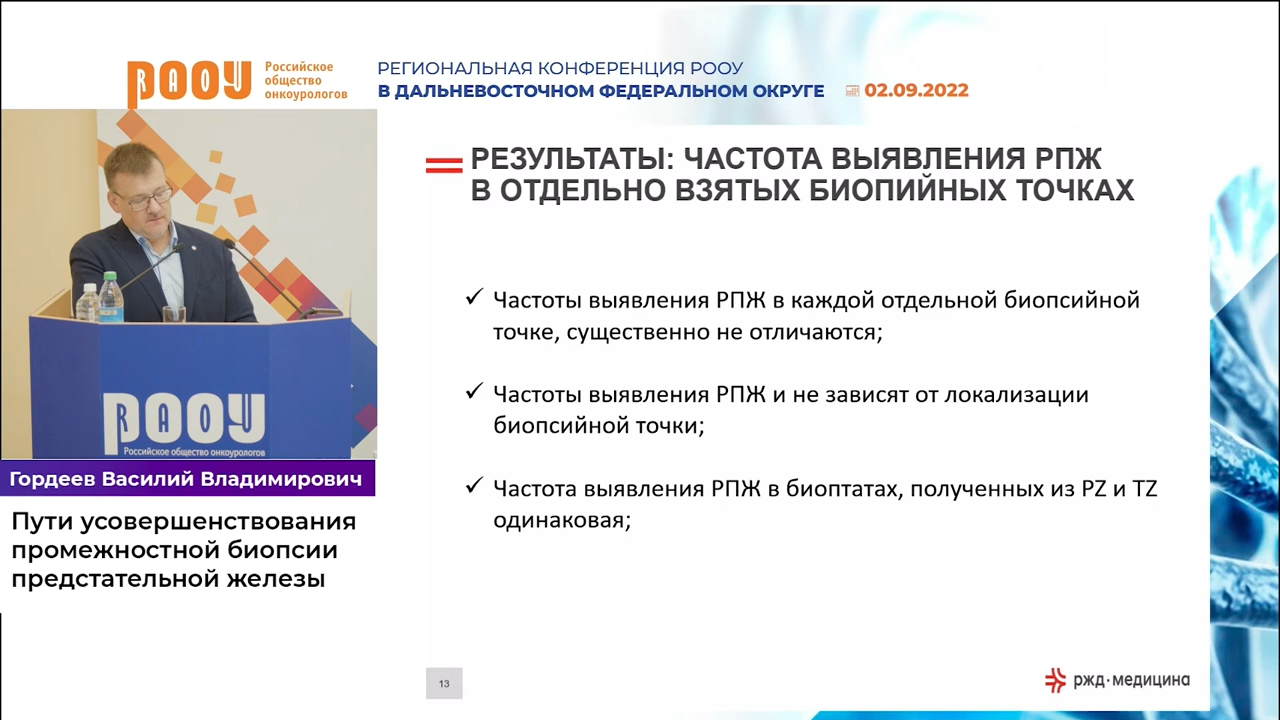 РООУ
Российское
общество
онкоурологов
РЕГИОНАЛЬНАЯ КОНФЕРЕНЦИЯ РООУ
В ДАЛЬНЕВОСТОЧНОМ ФЕДЕРАЛЬНОМ ОКРУГЕ
02.09.2022
РЕЗУЛЬТАТЫ: ЧАСТОТА ВЫЯВЛЕНИЯ РПЖ
В ОТДЕЛЬНО ВЗЯТЫХ БИОПИЙНЫХ ТОЧКАХ
Частоты выявления РПЖ в каждой отдельной биопсийной
точке, существенно не отличаются;
Частоты выявления РПЖ и не зависят от локализации
биопсийной точки;
Частота выявления РПЖ в биоптатах, полученных из PZ и TZ
одинаковая;
13
ржд·медицина
РООУ
Российское общество онкоурологов
Гордеев Василий Владимирович
Пути усовершенствования
промежностной биопсии
предстательной железы